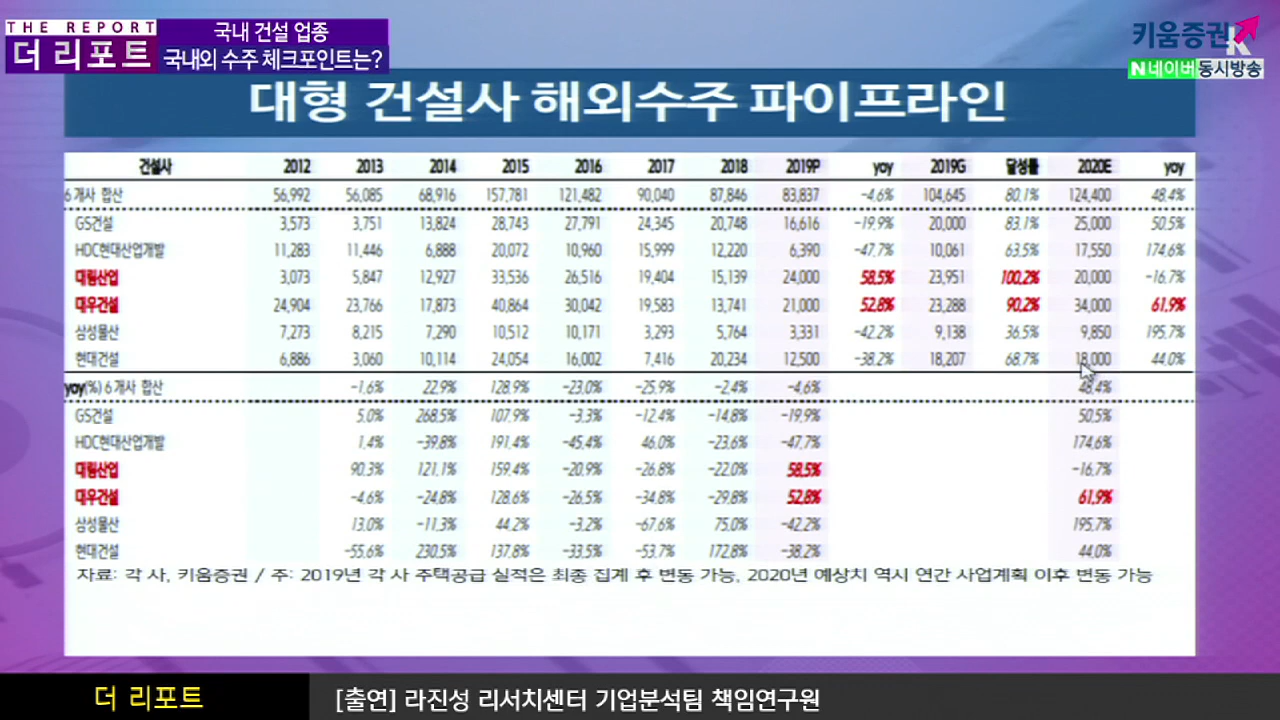 THE REPORT
더 리포트
국내 건설 업종
국내외 수주 체크포인트는?
키움증권
N 네이버 동시방송
대형 건설사 해외수주 파이프라인
건설사 2012 2013 2014 2015 2016 2017 2018 2019P yoy 2019G 달성률 2020E yoy
6개사 합산 56,992 56,085 68,916 157,781 121,482 90,040 87,846 83,837 -4.6% 104,645 80.1% 124,400 48.4%
GS건설 3,573 3,751 13,824 28,743 27,791 24,345 20,748 16,616 -19.9% 20,000 83.1% 25,000 50.5%
HDC현대산업개발 11,283 11,446 6,888 20,072 10,960 15,999 12,220 6,390 -47.7% 10,061 63.5% 17,550 174.6%
대림산업 3,073 5,847 12,927 33,536 26,516 19,404 15,139 24,000 58.5% 23,951 100.2% 20,000 -16.7%
대우건설 24,904 23,766 17,873 40,864 30,042 19,583 13,741 21,000 52.8% 23,288 90.2% 34,000 61.9%
삼성물산 7,273 8,215 7,290 10,512 10,171 3,293 5,764 3,331 -42.2% 9,138 36.5% 9,850 195.7%
현대건설 6,886 3,060 10,114 24,054 16,002 7,416 20,234 12,500 -38.2% 18,207 68.7% 18,000 44.0%
yoy(%) 6개사 합산 -1.6% 22.9% 128.9% -23.0% -25.9% -2.4% -4.6% 48.4%
GS건설 5.0% 268.5% 107.9% -3.3% -12.4% -14.8% -19.9% 50.5%
HDC현대산업개발 1.4% -39.8% 191.4% -45.4% 46.0% -23.6% -47.7% 174.6%
대림산업 90.3% 121.1% 159.4% -20.9% -26.8% -22.0% 58.5% -16.7%
대우건설 -4.6% -24.8% 128.6% -26.5% -34.8% -29.8% 52.8% 61.9%
삼성물산 13.0% -11.3% 44.2% -3.2% -67.6% 75.0% -42.2% 195.7%
현대건설 -55.6% 230.5% 137.8% -33.5% -53.7% 172.8% -38.2% 44.0%
자료: 각 사, 키움증권 / 주: 2019년 각 사 주택공급 실적은 최종 집계 후 변동 가능, 2020년 예상치 역시 연간 사업계획 이후 변동 가능
더 리포트
[출연] 라진성 리서치센터 기업분석팀 책임연구원